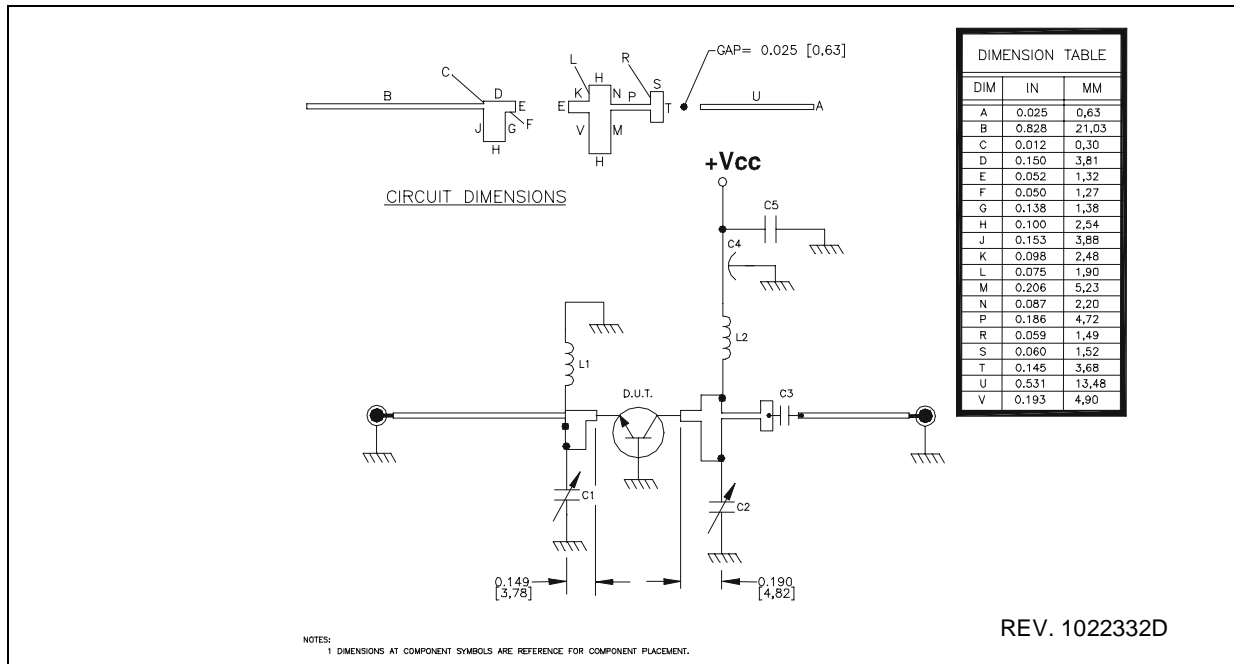 GAP= 0.025 [0,63]
L
H
R
S
C
D
K
N
P
B
E
E
T
U
A
F
J
G
V
M
H
H
CIRCUIT DIMENSIONS
+Vcc
C5
C4
L2
L1
D.U.T.
C3
C1
C2
0.149
[3,78]
0.190
[4,82]
DIMENSION TABLE
DIM IN MM
A 0.025 0,63
B 0.828 21,03
C 0.012 0,30
D 0.150 3,81
E 0.052 1,32
F 0.050 1,27
G 0.138 1,38
H 0.100 2,54
J 0.153 3,88
K 0.098 2,48
L 0.075 1,90
M 0.206 5,23
N 0.087 2,20
P 0.186 4,72
R 0.059 1,49
S 0.060 1,52
T 0.145 3,68
U 0.531 13,48
V 0.193 4,90
REV. 1022332D
NOTES:
1 DIMENSIONS AT COMPONENT SYMBOLS ARE REFERENCE FOR COMPONENT PLACEMENT.